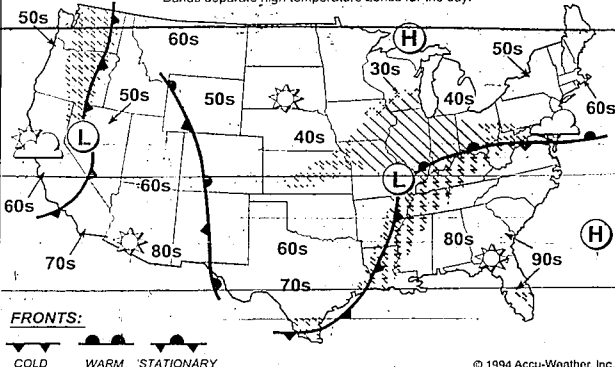 Bands separate high temperature zones for the day.
50s
60s
H
50s
30s
40s
60s
50s
50s
40s
L
L
60s
60s
60s
H
70s
80s
80s
90s
70s
FRONTS:
COLD WARM STATIONARY
© 1994 Accu-Weather, Inc.